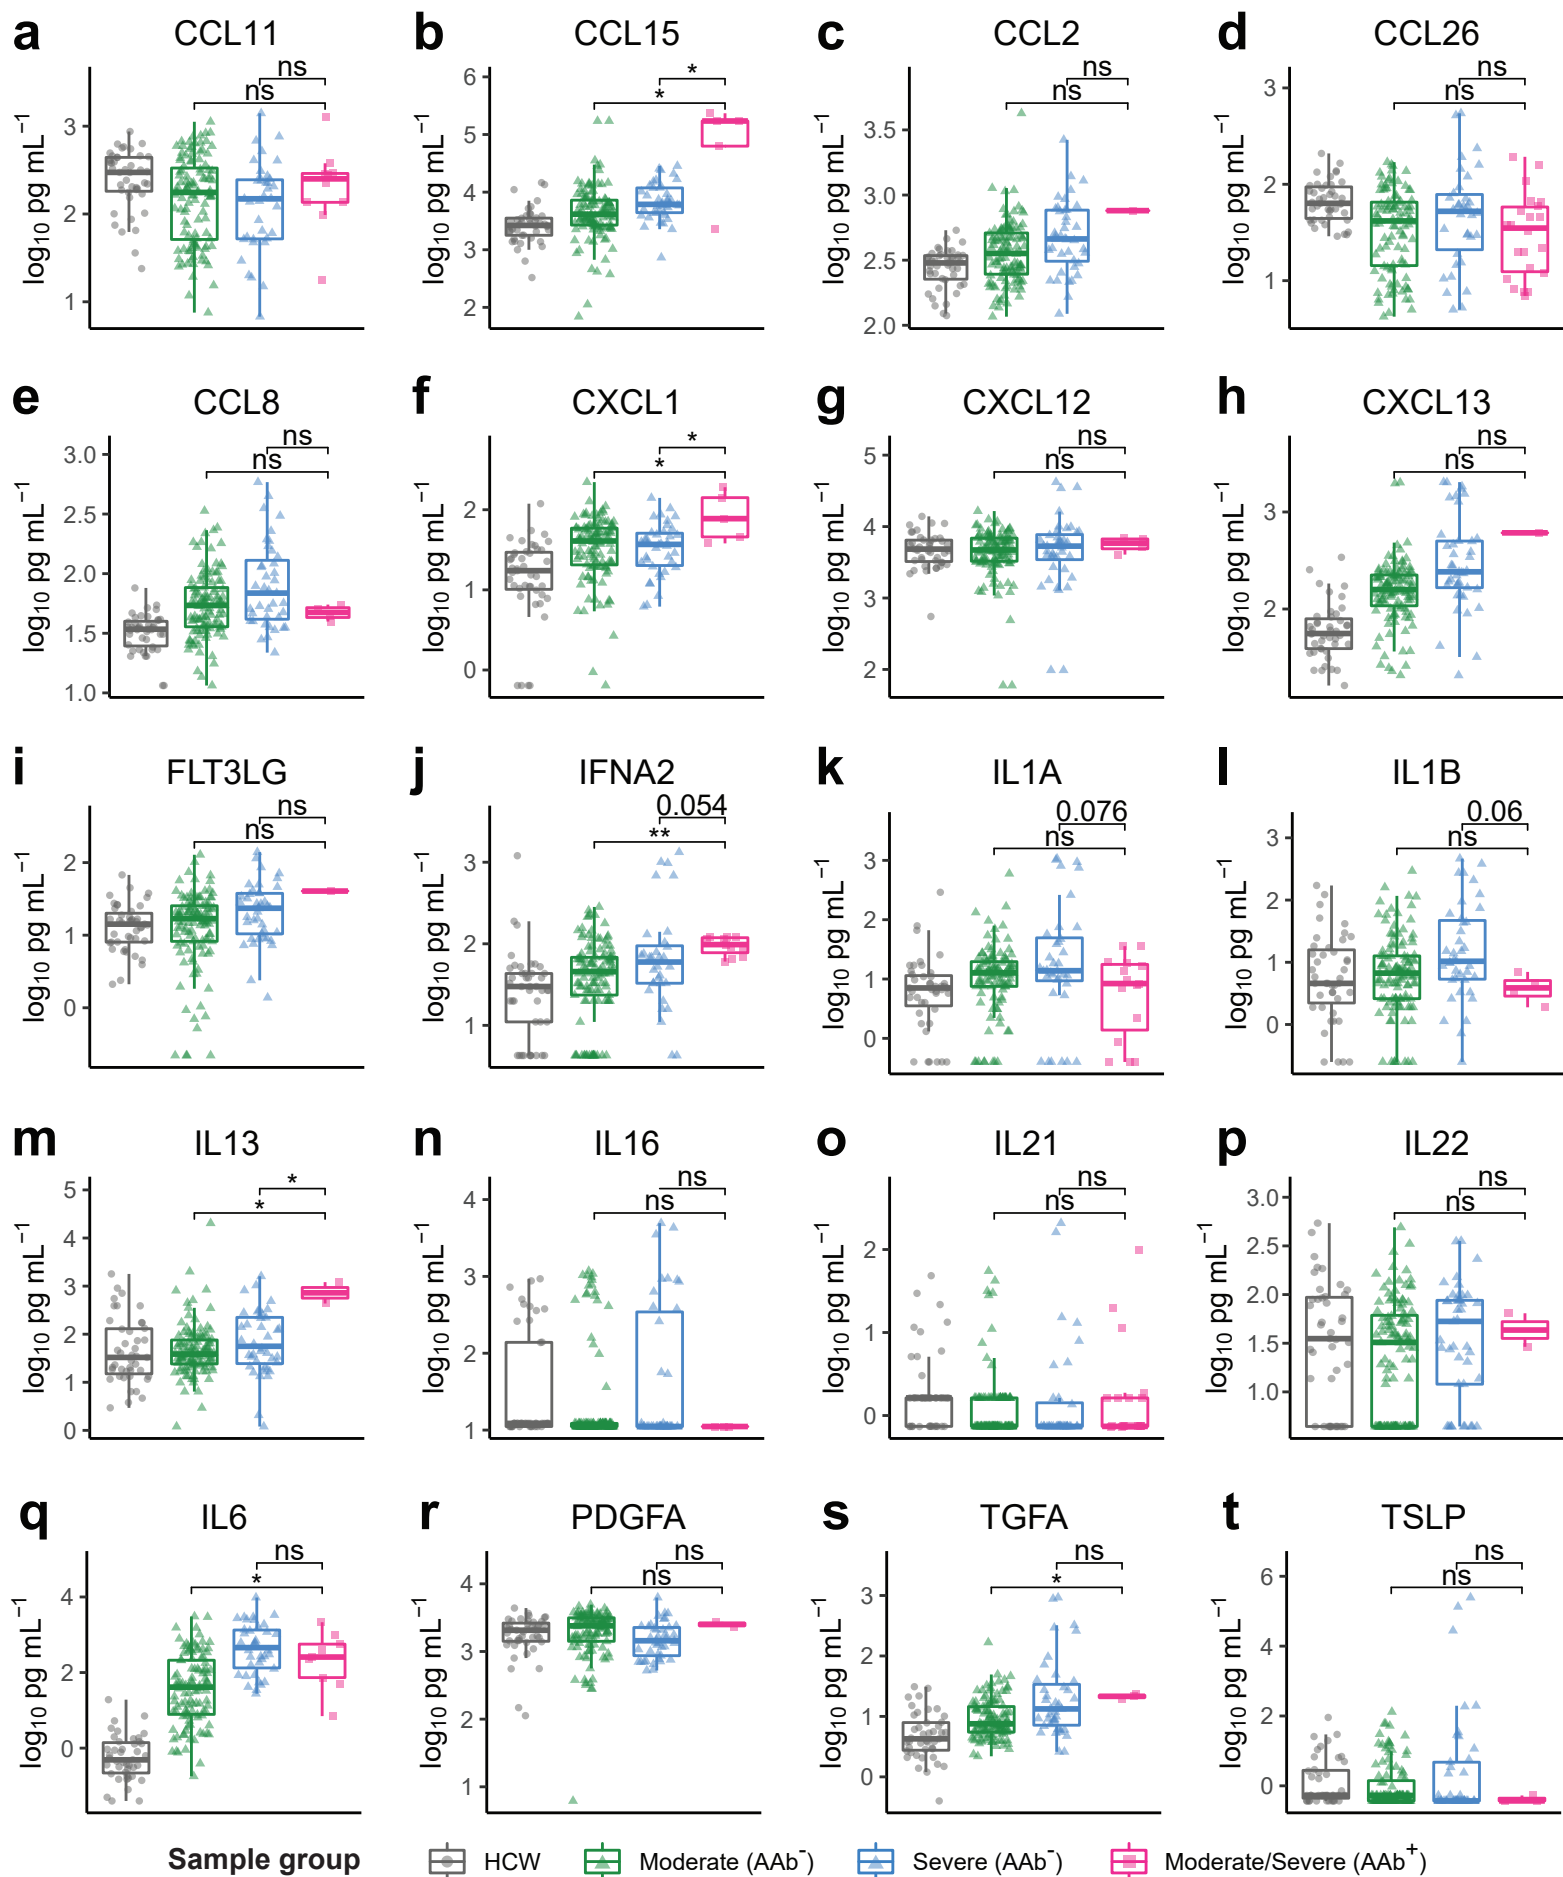 a CCL11
ns
ns
log10 pg mL−1
3
2
1
b CCL15
*
*
log10 pg mL−1
6
5
4
3
2
c CCL2
ns
ns
log10 pg mL−1
3.5
3.0
2.5
2.0
d CCL26
ns
ns
log10 pg mL−1
3
2
1
e CCL8
ns
ns
log10 pg mL−1
3.0
2.5
2.0
1.5
1.0
f CXCL1
*
*
log10 pg mL−1
2
1
0
g CXCL12
ns
ns
log10 pg mL−1
5
4
3
2
h CXCL13
ns
ns
log10 pg mL−1
3
2
i FLT3LG
ns
ns
log10 pg mL−1
2
1
0
j IFNA2
0.054
**
log10 pg mL−1
3
2
1
k IL1A
0.076
ns
log10 pg mL−1
3
2
1
0
l IL1B
0.06
ns
log10 pg mL−1
3
2
1
0
m IL13
*
*
log10 pg mL−1
5
4
3
2
1
0
n IL16
ns
ns
log10 pg mL−1
4
3
2
1
o IL21
ns
ns
log10 pg mL−1
2
1
0
p IL22
ns
ns
log10 pg mL−1
3.0
2.5
2.0
1.5
1.0
q IL6
ns
*
log10 pg mL−1
4
2
0
r PDGFA
ns
ns
log10 pg mL−1
4
3
2
1
s TGFA
ns
*
log10 pg mL−1
3
2
1
0
t TSLP
ns
ns
log10 pg mL−1
6
4
2
0
Sample group HCW Moderate (AAb-) Severe (AAb-) Moderate/Severe (AAb+)